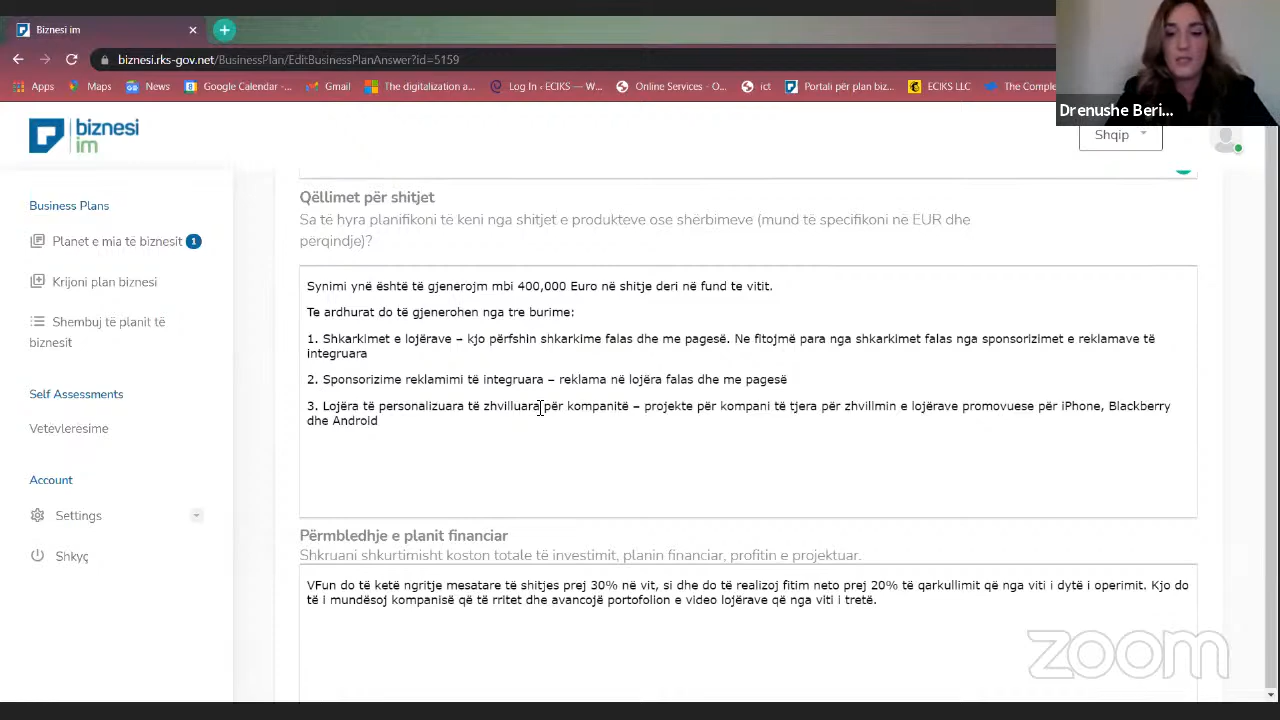 Biznesi im
biznesi.rks-gov.net/BusinessPlan/EditBusinessPlanAnswer?id=5159
Apps Maps News Google Calendar -... Gmail The digitalization a... Log In ‹ ECIKS — W... Online Services - O... ict Portali për plan biz... ECIKS LLC The Comple
Drenushe Beri...
biznesi
im
Shqip
Business Plans
Planet e mia të biznesit 1
Krijoni plan biznesi
Shembuj të planit të
biznesit
Self Assessments
Vetëvlerësime
Account
Settings
Shkyç
Qëllimet për shitjet
Sa të hyra planifikoni të keni nga shitjet e produkteve ose shërbimeve (mund të specifikoni në EUR dhe
përqindje)?
Synimi ynë është të gjenerojm mbi 400,000 Euro në shitje deri në fund te vitit.
Te ardhurat do të gjenerohen nga tre burime:
1. Shkarkimet e lojërave – kjo përfshin shkarkime falas dhe me pagesë. Ne fitojmë para nga shkarkimet falas nga sponsorizimet e reklamave të
integruara
2. Sponsorizime reklamimi të integruara – reklama në lojëra falas dhe me pagesë
3. Lojëra të personalizuara të zhvilluara për kompanitë – projekte për kompani të tjera për zhvillmin e lojërave promovuese për iPhone, Blackberry
dhe Android
Përmbledhje e planit financiar
Shkruani shkurtimisht koston totale të investimit, planin financiar, profitin e projektuar.
VFun do të ketë ngritje mesatare të shitjes prej 30% në vit, si dhe do të realizoj fitim neto prej 20% të qarkullimit që nga viti i dytë i operimit. Kjo do
të i mundësoj kompanisë që të rritet dhe avancojë portofolion e video lojërave që nga viti i tretë.
zoom